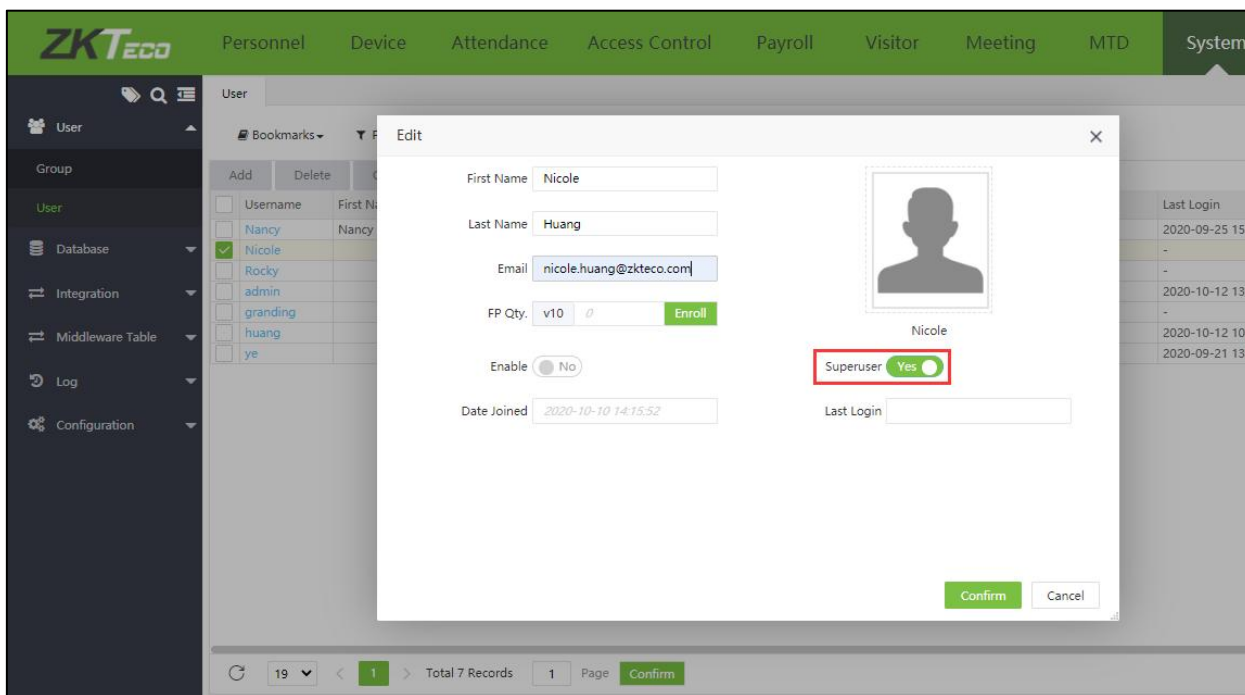 ZKTeco Personnel Device Attendance Access Control Payroll Visitor Meeting MTD System
User
User
Bookmarks
Edit
Group
Add Delete
First Name Nicole
User
Username First Na Last Login
Last Name Huang
Nancy Nancy 2020-09-25 15
Database
Nicole -
Email nicole.huang@zkteco.com
Rocky -
Integration
admin 2020-10-12 13
FP Qty. v10 0 Enroll
granding -
Nicole
Middleware Table
huang 2020-10-12 10
ye 2020-09-21 13
Enable No Superuser Yes
Log
Date Joined 2020-10-10 14:15:52 Last Login
Configuration
Confirm Cancel
19 < 1 > Total 7 Records 1 Page Confirm